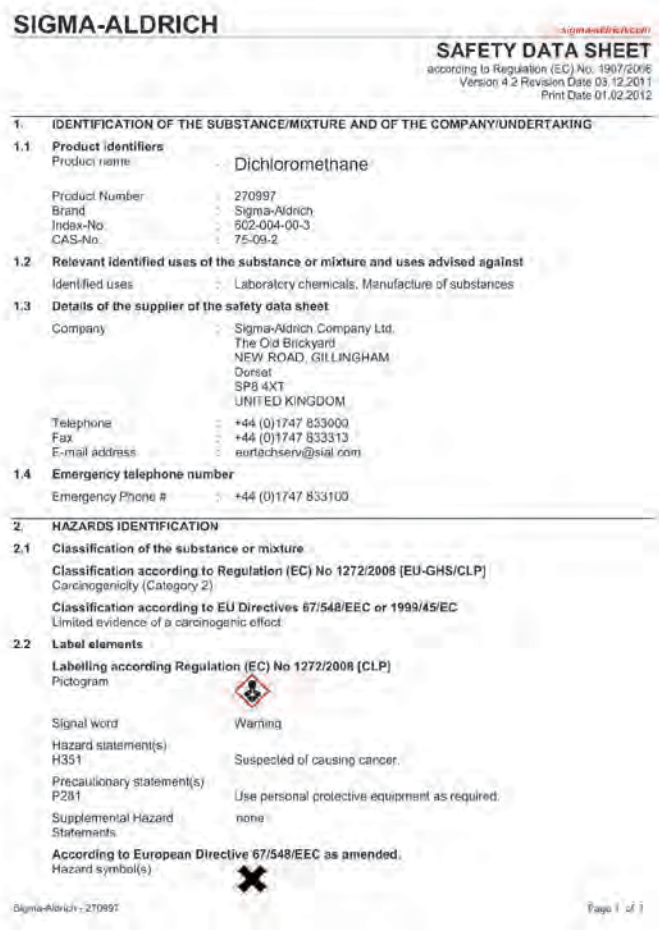 SIGMA-ALDRICH
sigma-aldrich.com
SAFETY DATA SHEET
according to Regulation (EC) No. 1907/2006
Version 4.2 Revision Date 03.12.2011
Print Date 01.02.2012
1. IDENTIFICATION OF THE SUBSTANCE/MIXTURE AND OF THE COMPANY/UNDERTAKING
1.1 Product identifiers
Product name : Dichloromethane
Product Number : 270997
Brand : Sigma-Aldrich
Index-No. : 602-004-00-3
CAS-No. : 75-09-2
1.2 Relevant identified uses of the substance or mixture and uses advised against
Identified uses : Laboratory chemicals, Manufacture of substances
1.3 Details of the supplier of the safety data sheet
Company : Sigma-Aldrich Company Ltd.
The Old Brickyard
NEW ROAD, GILLINGHAM
Dorset
SP8 4XT
UNITED KINGDOM
Telephone : +44 (0)1747 833000
Fax : +44 (0)1747 833313
E-mail address : eurtechserv@sial.com
1.4 Emergency telephone number
Emergency Phone # : +44 (0)1747 833100
2. HAZARDS IDENTIFICATION
2.1 Classification of the substance or mixture
Classification according to Regulation (EC) No 1272/2008 [EU-GHS/CLP]
Carcinogenicity (Category 2)
Classification according to EU Directives 67/548/EEC or 1999/45/EC
Limited evidence of a carcinogenic effect
2.2 Label elements
Labelling according Regulation (EC) No 1272/2008 [CLP]
Pictogram
Signal word Warning
Hazard statement(s)
H351 Suspected of causing cancer.
Precautionary statement(s)
P281 Use personal protective equipment as required.
Supplemental Hazard none
Statements
According to European Directive 67/548/EEC as amended.
Hazard symbol(s)
Sigma-Aldrich - 270997 Page 1 of 7